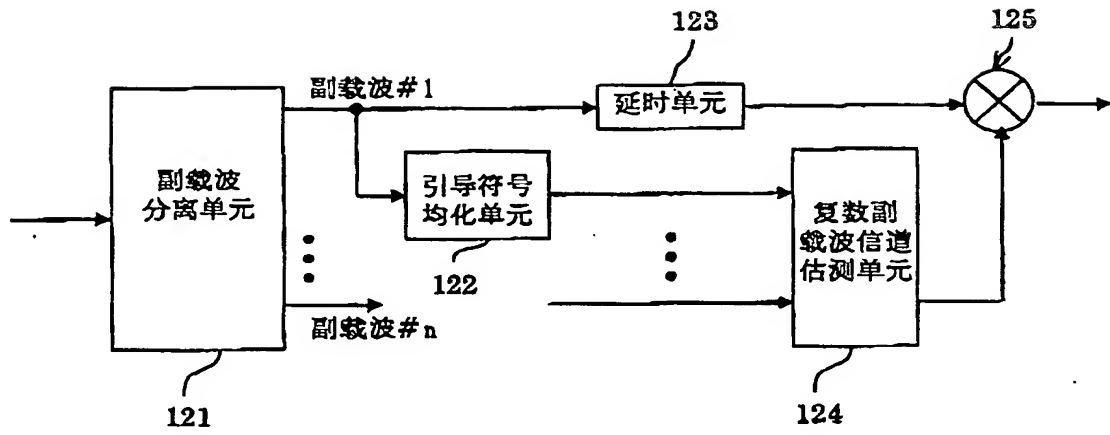 123
125
副载波#1
延时单元
副载波
分离单元
引导符号
均化单元
复数副
载波信道
估测单元
122
副载波#n
121
124